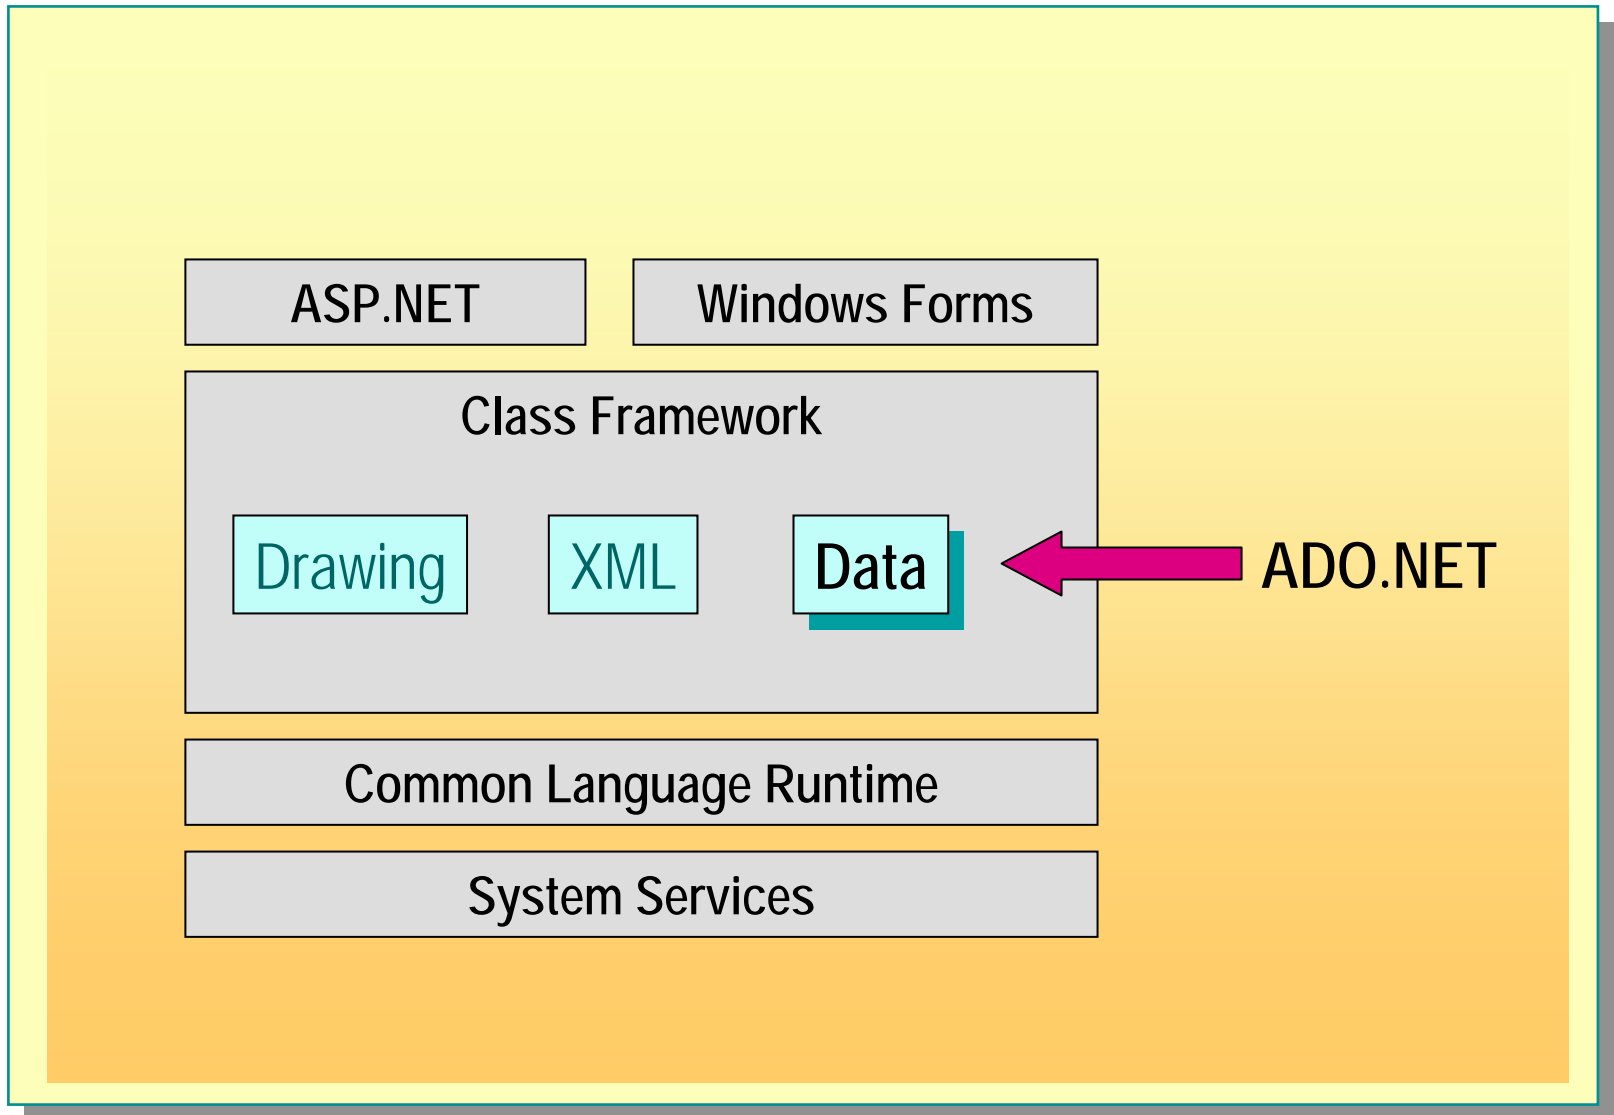 ASP.NET
Windows Forms
Class Framework
Drawing
XML
Data
ADO.NET
Common Language Runtime
System Services